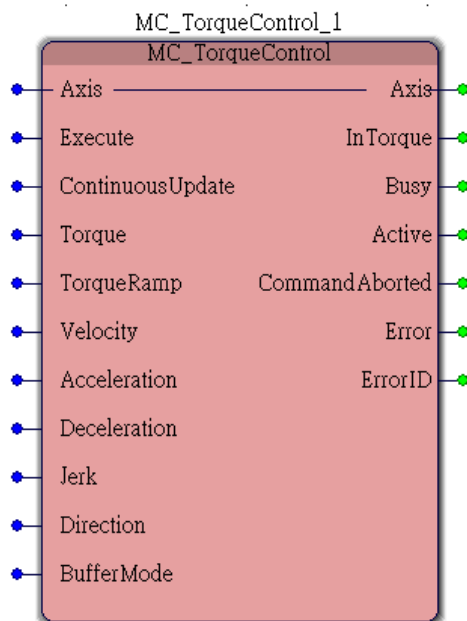 MC_TorqueControl_1
MC_TorqueControl
Axis Axis
Execute InTorque
ContinuousUpdate Busy
Torque Active
TorqueRamp CommandAborted
Velocity Error
Acceleration ErrorID
Deceleration
Jerk
Direction
BufferMode